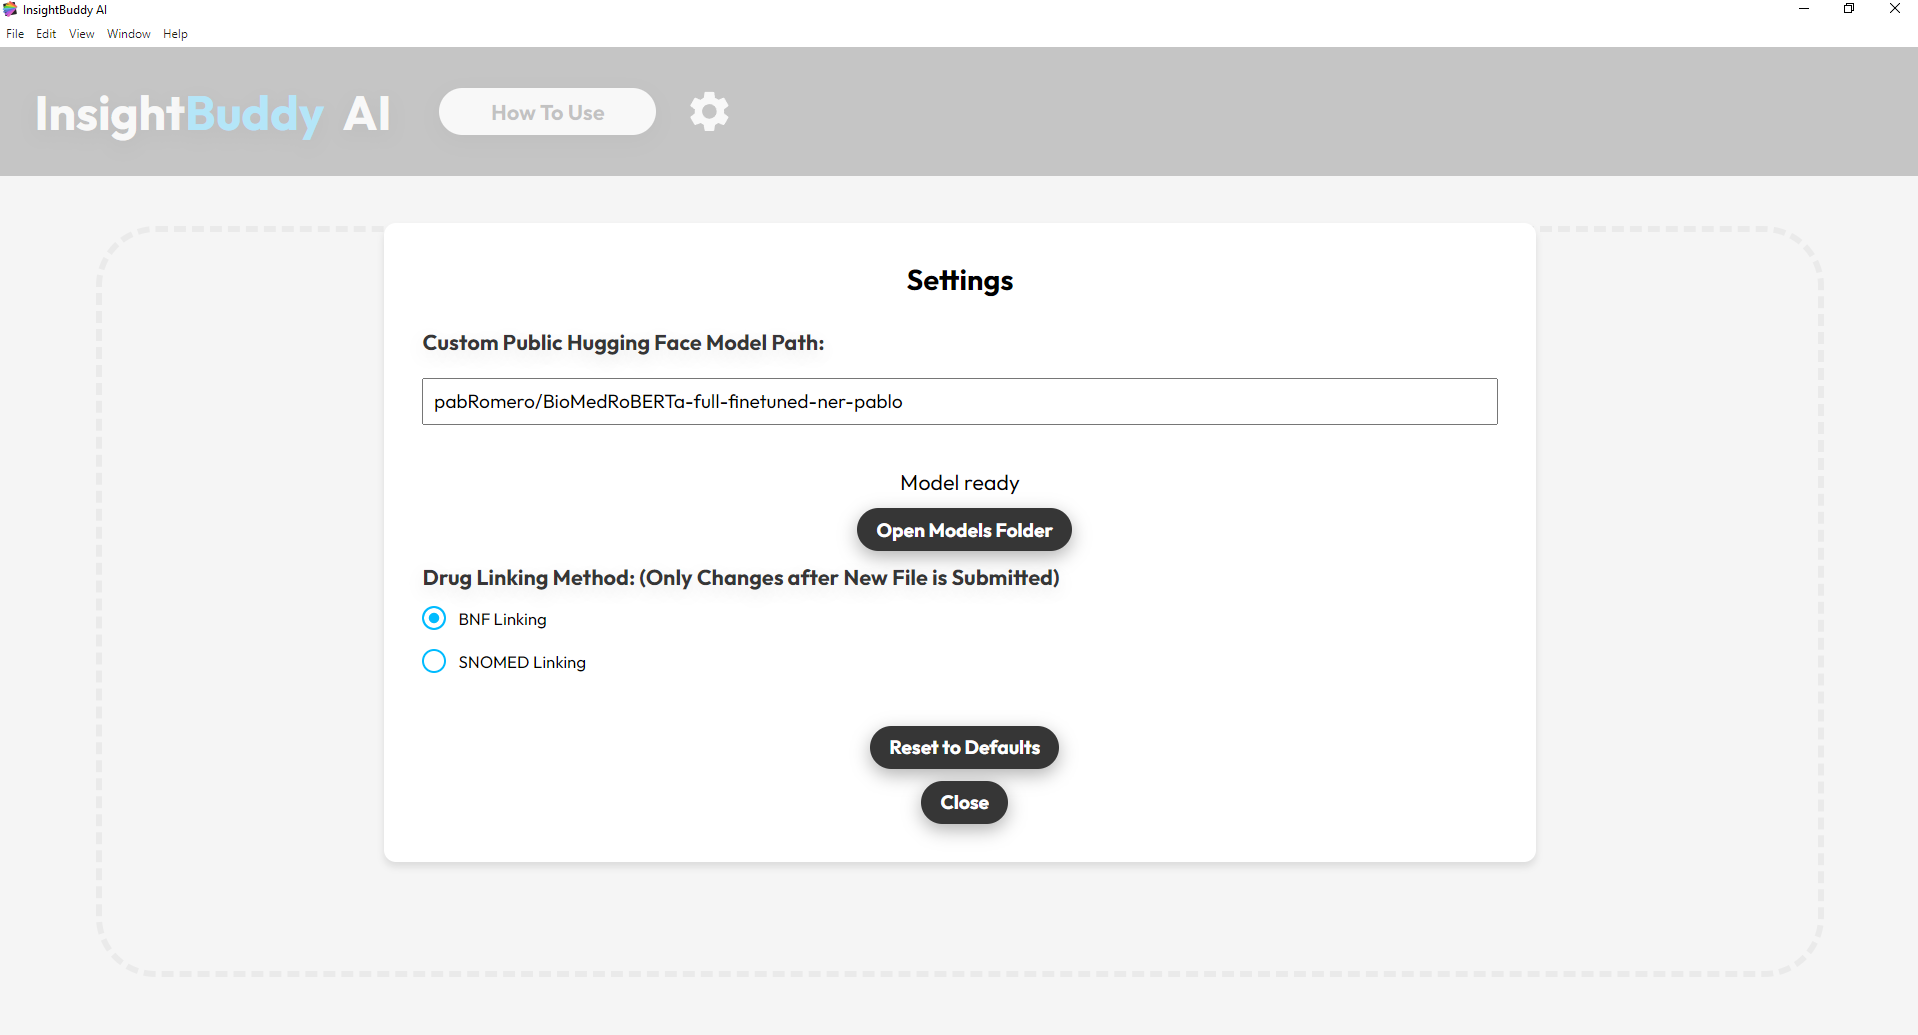 InsightBuddy AI
File Edit View Window Help
InsightBuddy AI
How To Use
Settings
Custom Public Hugging Face Model Path:
pabRomero/BioMedRoBERTa-full-finetuned-ner-pablo
Model ready
Open Models Folder
Drug Linking Method: (Only Changes after New File is Submitted)
BNF Linking
SNOMED Linking
Reset to Defaults
Close